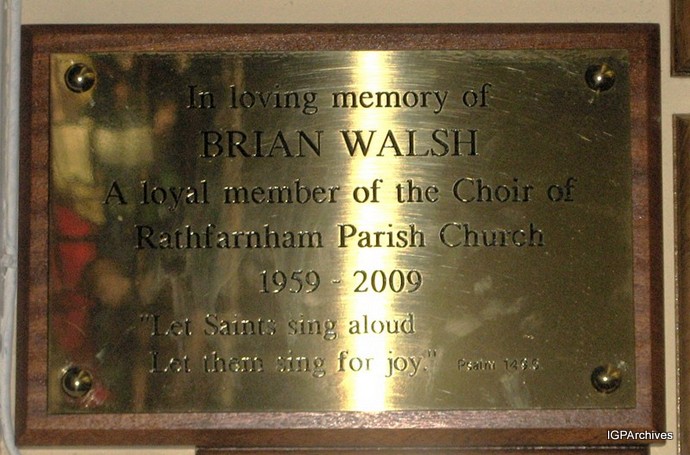 In loving memory of
BRIAN WALSH
A loyal member of the Choir of
Rathfarnham Parish Church
1959 - 2009
"Let Saints sing aloud
Let them sing for joy." Psalm
IGPArchives